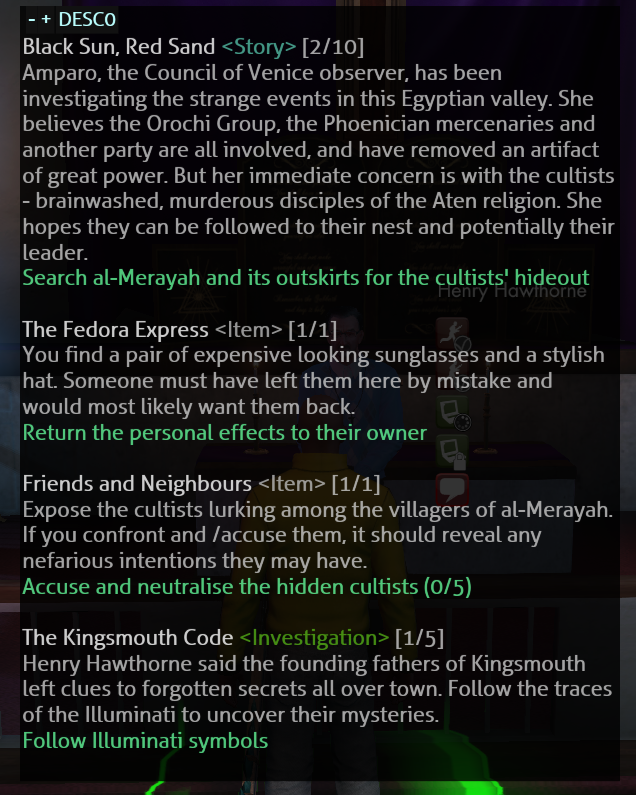 - + DESC0
Black Sun, Red Sand <Story> [2/10]
Amparo, the Council of Venice observer, has been
investigating the strange events in this Egyptian valley. She
believes the Orochi Group, the Phoenician mercenaries and
another party are all involved, and have removed an artifact
of great power. But her immediate concern is with the cultists
- brainwashed, murderous disciples of the Aten religion. She
hopes they can be followed to their nest and potentially their
leader.
Search al-Merayah and its outskirts for the cultists' hideout
Henry Hawthorne
The Fedora Express <Item> [1/1]
You find a pair of expensive looking sunglasses and a stylish
hat. Someone must have left them here by mistake and
would most likely want them back.
Return the personal effects to their owner
Friends and Neighbours <Item> [1/1]
Expose the cultists lurking among the villagers of al-Merayah.
If you confront and /accuse them, it should reveal any
nefarious intentions they may have.
Accuse and neutralise the hidden cultists (0/5)
The Kingsmouth Code <Investigation> [1/5]
Henry Hawthorne said the founding fathers of Kingsmouth
left clues to forgotten secrets all over town. Follow the traces
of the Illuminati to uncover their mysteries.
Follow Illuminati symbols